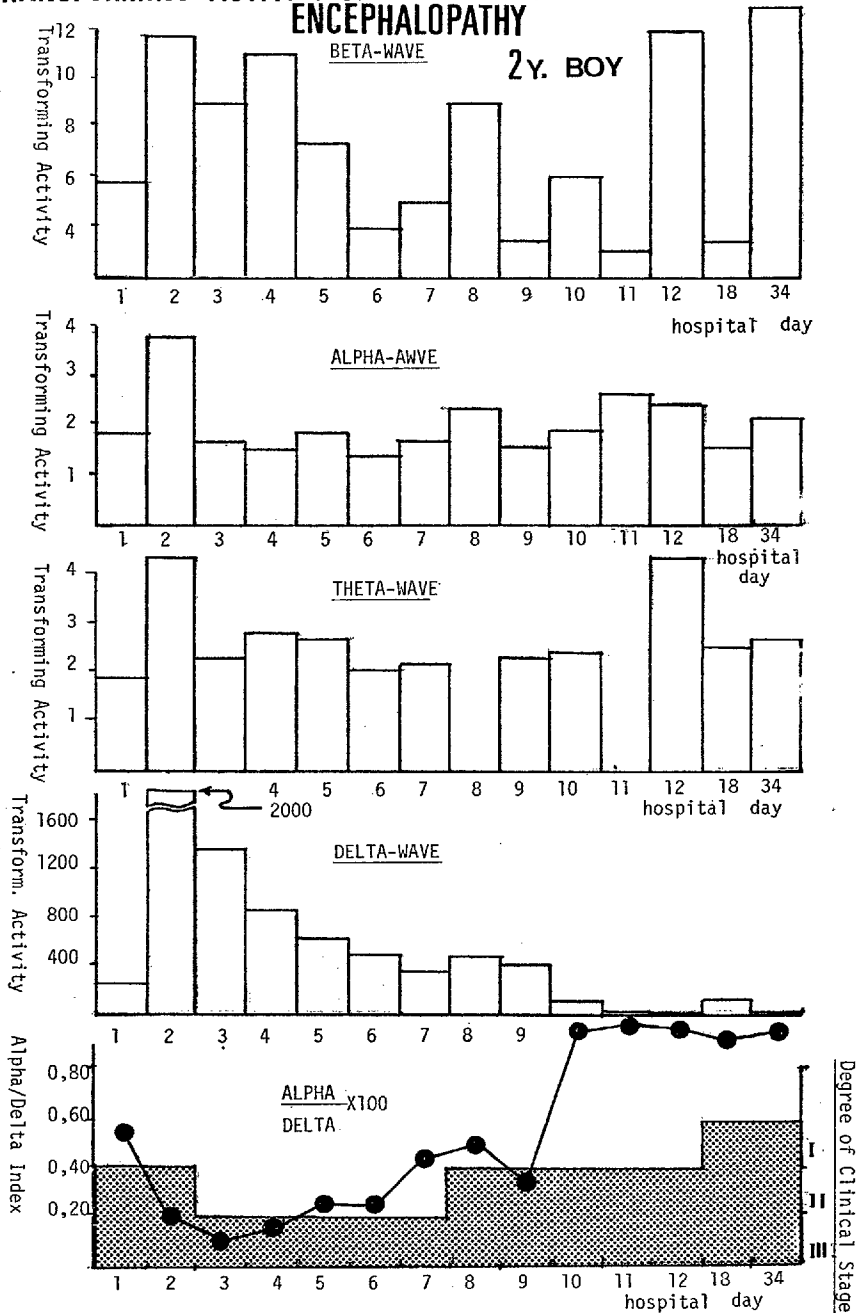 ENCEPHALOPATHY
BETA-WAVE
2Y. BOY
Transforming Activity
12
10
8
6
4
1 2 3 4 5 6 7 8 9 10 11 12 18 34
hospital day
ALPHA-AWVE
Transforming Activity
4
3
2
1
1 2 3 4 5 6 7 8 9 10 11 12 18 34
hospital
day
THETA-WAVE
Transforming Activity
4
3
2
1
1 4 5 6 7 8 9 10 11 12 18 34
hospital day
2000
DELTA-WAVE
Transform. Activity
1600
1200
800
400
1 2 3 4 5 6 7 8 9
ALPHA X100
DELTA
Alpha/Delta Index
0,80
0,60
0,40
0,20
Degree of Clinical Stage
I
II
III
1 2 3 4 5 6 7 8 9 10 11 12 18 34
hospital day